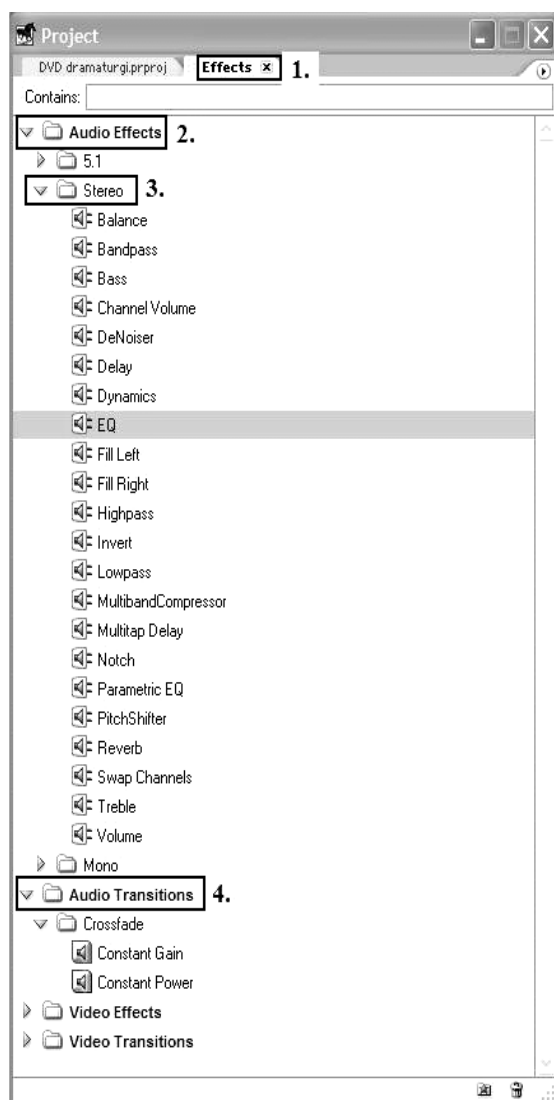 Project
DVD dramaturgi.prproj Effects x 1.
Contains:
Audio Effects 2.
5.1
Stereo 3.
Balance
Bandpass
Bass
Channel Volume
DeNoiser
Delay
Dynamics
EQ
Fill Left
Fill Right
Highpass
Invert
Lowpass
MultibandCompressor
Multitap Delay
Notch
Parametric EQ
PitchShifter
Reverb
Swap Channels
Treble
Volume
Mono
Audio Transitions 4.
Crossfade
Constant Gain
Constant Power
Video Effects
Video Transitions